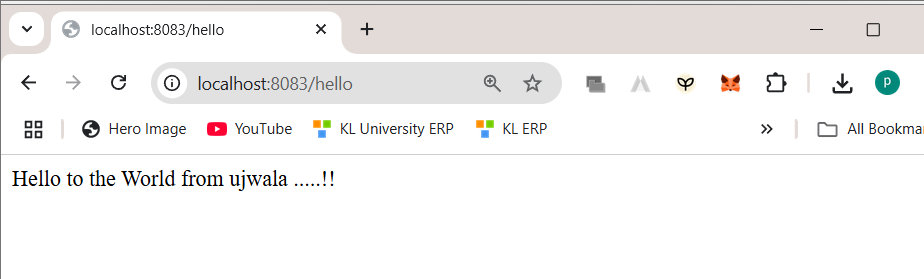 localhost:8083/hello
localhost:8083/hello
Hero Image YouTube KL University ERP KL ERP All Bookma
Hello to the World from ujwala .....!!
P